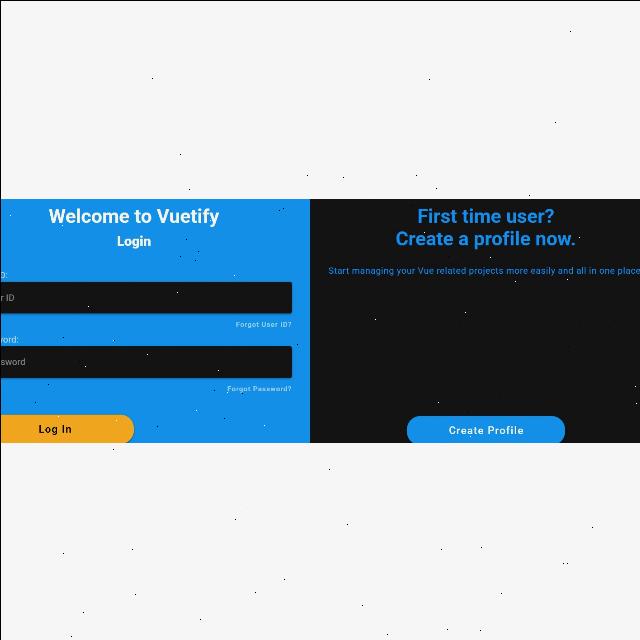 Welcome to Vuetify
Login
D:
r ID
Forgot User ID?
word:
sword
Forgot Password?
Log In
First time user?
Create a profile now.
Start managing your Vue related projects more easily and all in one place
Create Profile